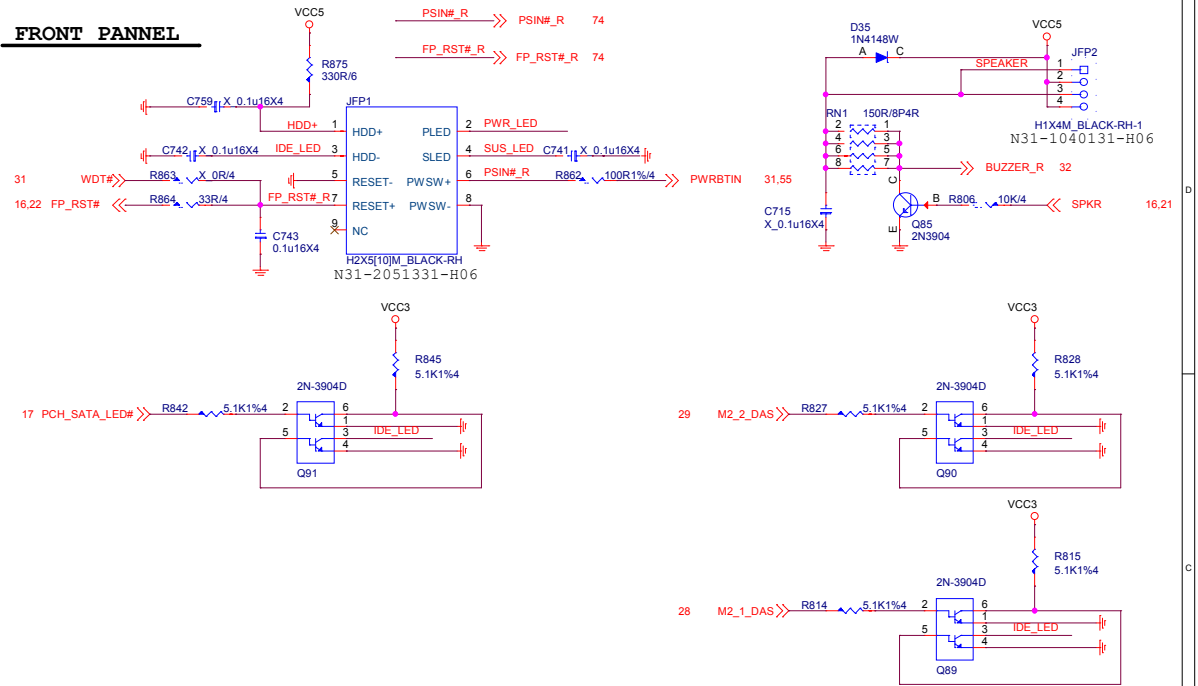 FRONT PANNEL
VCC5
R875
330R/6
PSIN#_R PSIN#_R 74
FP_RST#_R FP_RST#_R 74
C759 X_0.1u16X4
JFP1
HDD+ 1 HDD+ PLED 2 PWR_LED
C742 X_0.1u16X4 IDE_LED 3 HDD- SLED 4 SUS_LED C741 X_0.1u16X4
31 WDT# R863 X_0R/4 5 RESET- PWSW+ 6 PSIN#_R R862 100R1%/4 PWRBTIN 31,55
16,22 FP_RST# R864 33R/4 FP_RST#_R 7 RESET+ PWSW- 8
9 NC
C743
0.1u16X4
H2X5[10]M_BLACK-RH
N31-2051331-H06
D35
1N4148W
A C
VCC5
JFP2
SPEAKER 1
2
3
4
H1X4M_BLACK-RH-1
N31-1040131-H06
RN1 150R/8P4R
2 1
4 3
6 5
8 7
BUZZER_R 32
C
B R806 10K/4 SPKR 16,21
E
Q85
2N3904
C715
X_0.1u16X4
D
VCC3
R845
5.1K1%4
2N-3904D
17 PCH_SATA_LED# R842 5.1K1%4 2 6
1
5 3 IDE_LED
4
Q91
VCC3
R828
5.1K1%4
2N-3904D
29 M2_2_DAS R827 5.1K1%4 2 6
1
5 3 IDE_LED
4
Q90
VCC3
R815
5.1K1%4
2N-3904D
28 M2_1_DAS R814 5.1K1%4 2 6
1
5 3 IDE_LED
4
Q89
C